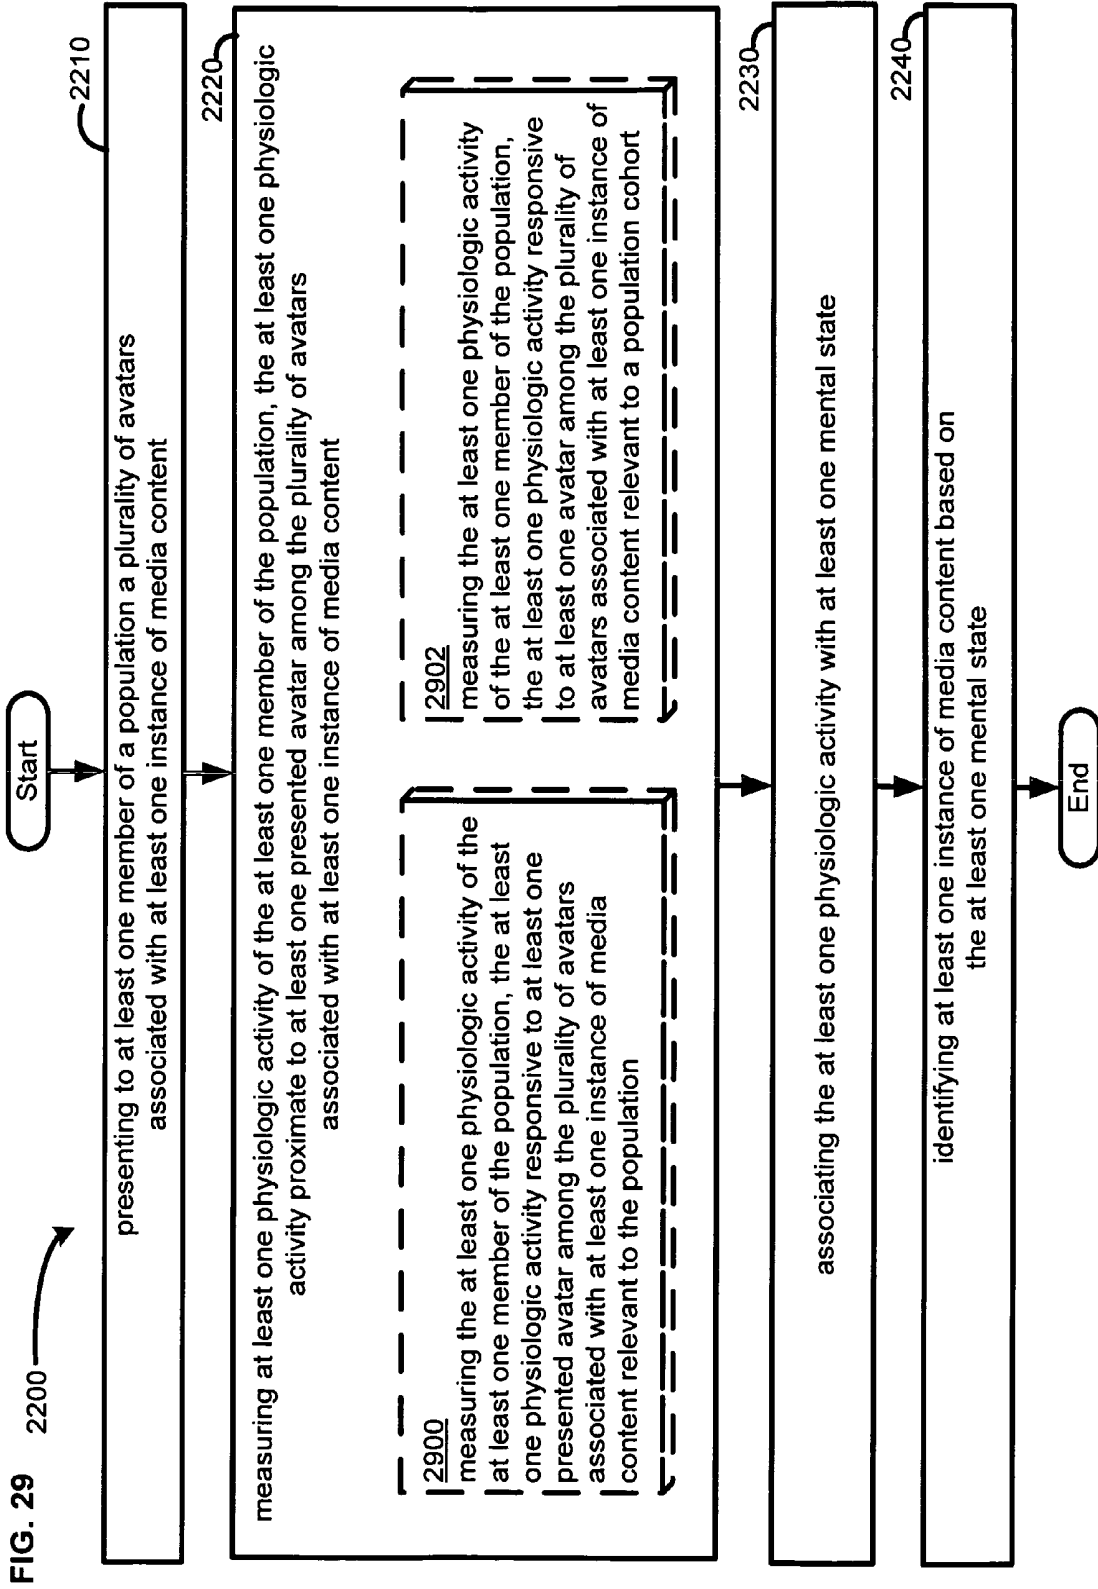 FIG. 29
2200
Start
2210
presenting to at least one member of a population a plurality of avatars
associated with at least one instance of media content
2220
measuring at least one physiologic activity of the at least one member of the population, the at least one physiologic
activity proximate to at least one presented avatar among the plurality of avatars
associated with at least one instance of media content
2900
measuring the at least one physiologic activity of the
at least one member of the population, the at least
one physiologic activity responsive to at least one
presented avatar among the plurality of avatars
associated with at least one instance of media
content relevant to the population
2902
measuring the at least one physiologic activity
of the at least one member of the population,
the at least one physiologic activity responsive
to at least one avatar among the plurality of
avatars associated with at least one instance of
media content relevant to a population cohort
2230
associating the at least one physiologic activity with at least one mental state
2240
identifying at least one instance of media content based on
the at least one mental state
End